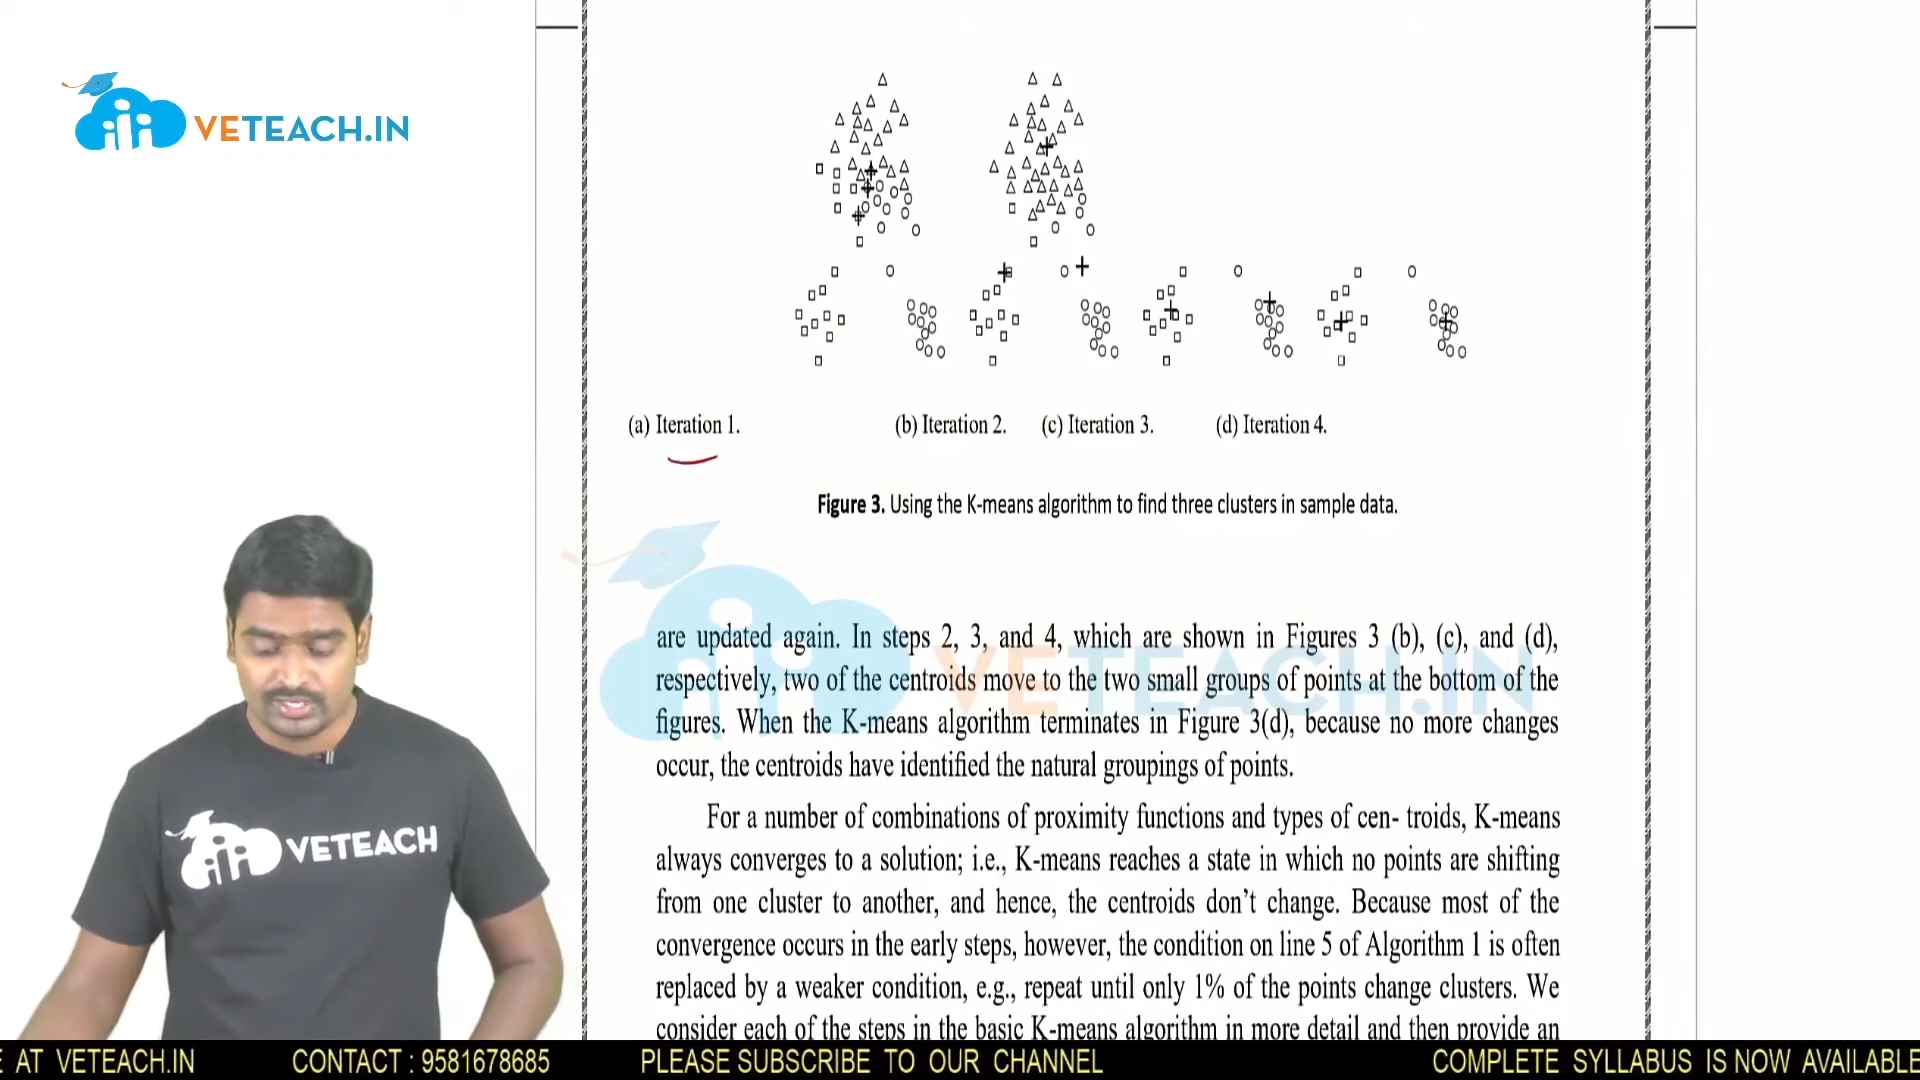 VETEACH.IN
(a) Iteration 1. (b) Iteration 2. (c) Iteration 3. (d) Iteration 4.
Figure 3. Using the K-means algorithm to find three clusters in sample data.
VETEACH.IN
are updated again. In steps 2, 3, and 4, which are shown in Figures 3 (b), (c), and (d),
respectively, two of the centroids move to the two small groups of points at the bottom of the
figures. When the K-means algorithm terminates in Figure 3(d), because no more changes
occur, the centroids have identified the natural groupings of points.
For a number of combinations of proximity functions and types of cen- troids, K-means
always converges to a solution; i.e., K-means reaches a state in which no points are shifting
from one cluster to another, and hence, the centroids don’t change. Because most of the
convergence occurs in the early steps, however, the condition on line 5 of Algorithm 1 is often
replaced by a weaker condition, e.g., repeat until only 1% of the points change clusters. We
consider each of the steps in the basic K-means algorithm in more detail and then provide an
VETEACH
E AT VETEACH.IN CONTACT : 9581678685 PLEASE SUBSCRIBE TO OUR CHANNEL COMPLETE SYLLABUS IS NOW AVAILABLE